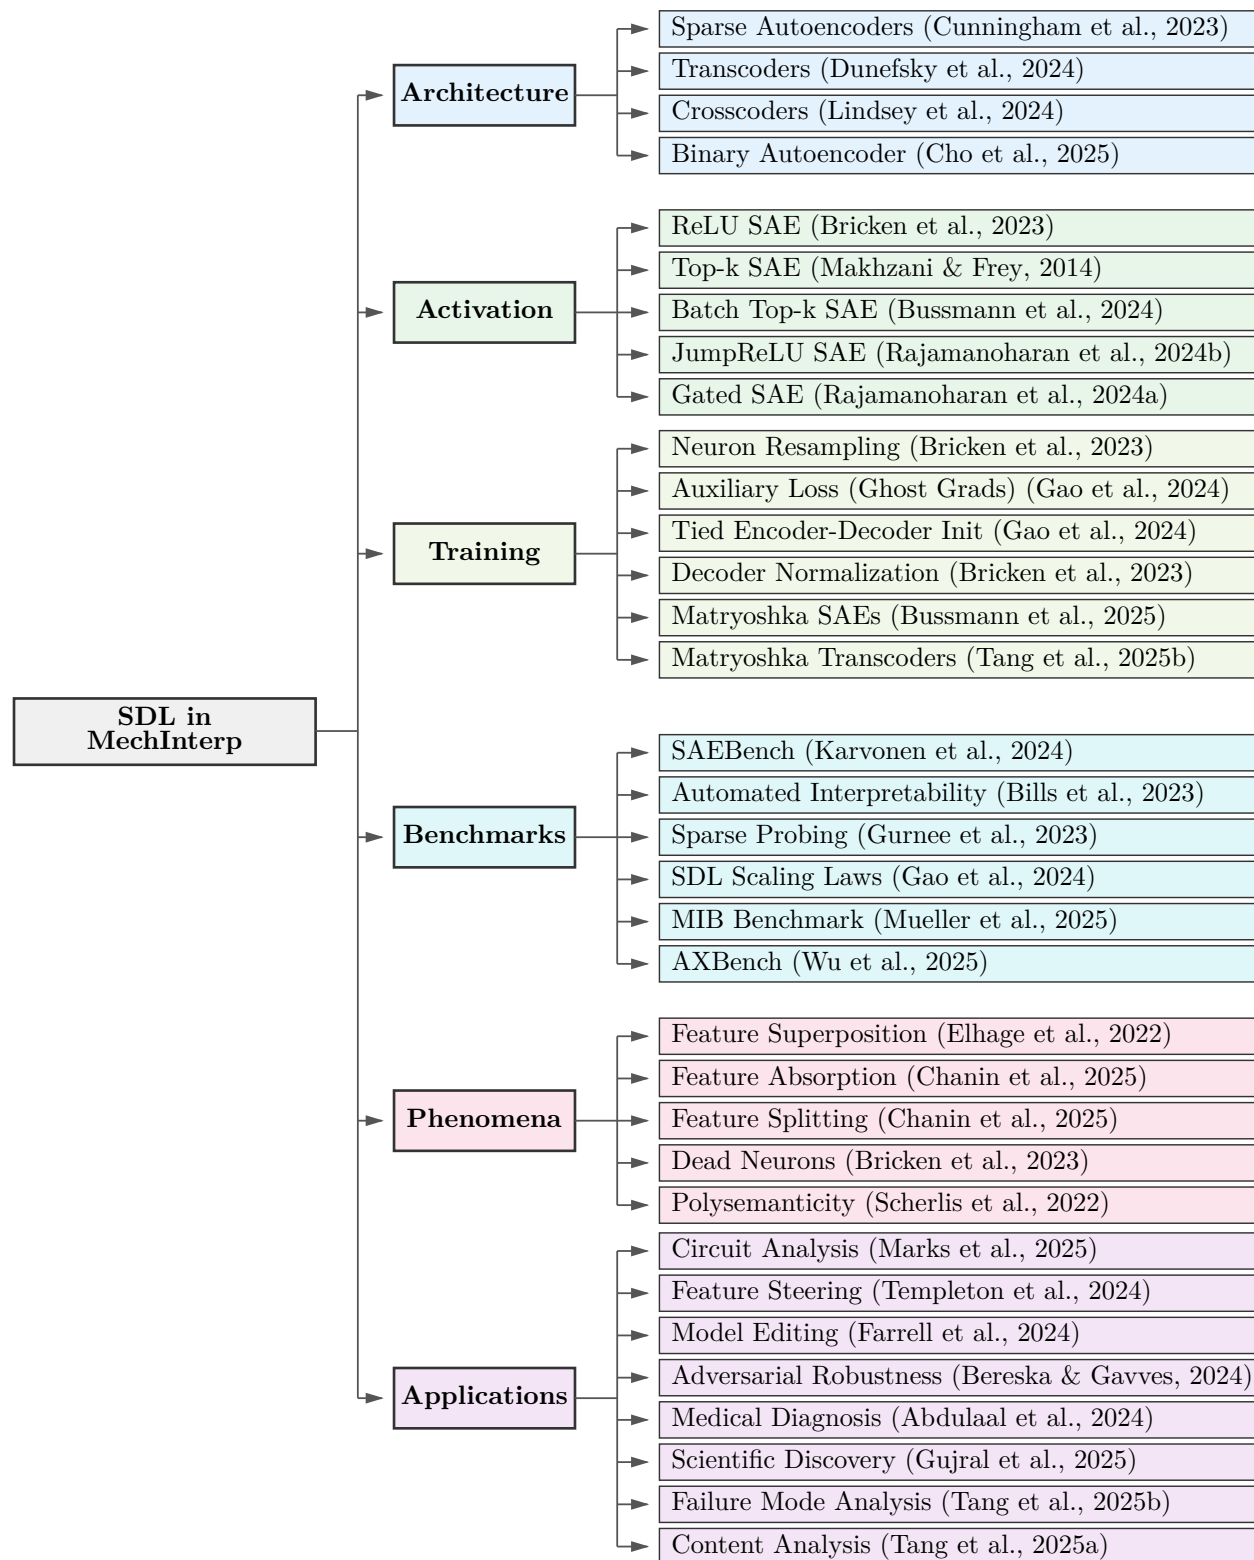 SDL in
MechInterp
Architecture
Sparse Autoencoders (Cunningham et al., 2023)
Transcoders (Dunefsky et al., 2024)
Crosscoders (Lindsey et al., 2024)
Binary Autoencoder (Cho et al., 2025)
Activation
ReLU SAE (Bricken et al., 2023)
Top-k SAE (Makhzani & Frey, 2014)
Batch Top-k SAE (Bussmann et al., 2024)
JumpReLU SAE (Rajamanoharan et al., 2024b)
Gated SAE (Rajamanoharan et al., 2024a)
Training
Neuron Resampling (Bricken et al., 2023)
Auxiliary Loss (Ghost Grads) (Gao et al., 2024)
Tied Encoder-Decoder Init (Gao et al., 2024)
Decoder Normalization (Bricken et al., 2023)
Matryoshka SAEs (Bussmann et al., 2025)
Matryoshka Transcoders (Tang et al., 2025b)
Benchmarks
SAEBench (Karvonen et al., 2024)
Automated Interpretability (Bills et al., 2023)
Sparse Probing (Gurnee et al., 2023)
SDL Scaling Laws (Gao et al., 2024)
MIB Benchmark (Mueller et al., 2025)
AXBench (Wu et al., 2025)
Phenomena
Feature Superposition (Elhage et al., 2022)
Feature Absorption (Chanin et al., 2025)
Feature Splitting (Chanin et al., 2025)
Dead Neurons (Bricken et al., 2023)
Polysemanticity (Scherlis et al., 2022)
Applications
Circuit Analysis (Marks et al., 2025)
Feature Steering (Templeton et al., 2024)
Model Editing (Farrell et al., 2024)
Adversarial Robustness (Bereska & Gavves, 2024)
Medical Diagnosis (Abdulaal et al., 2024)
Scientific Discovery (Gujral et al., 2025)
Failure Mode Analysis (Tang et al., 2025b)
Content Analysis (Tang et al., 2025a)